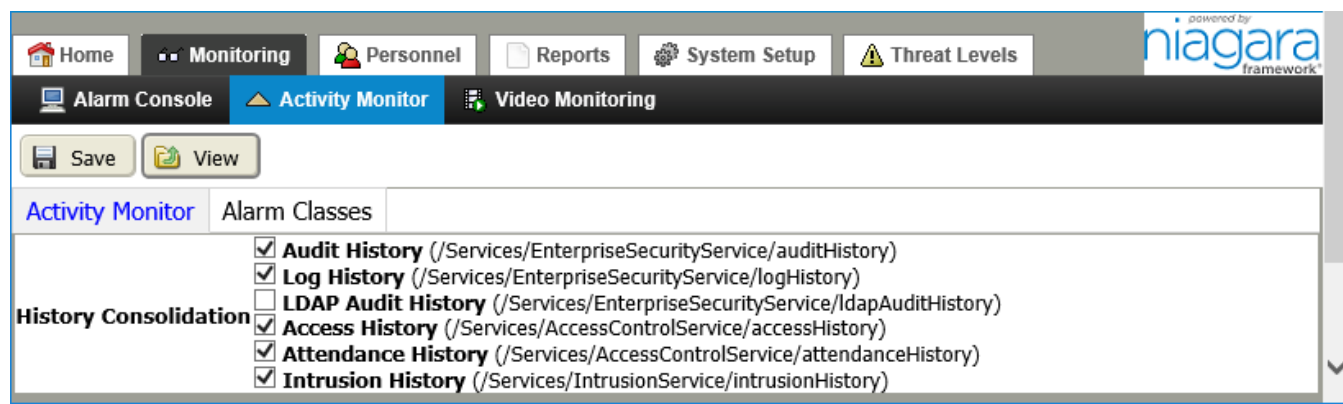 powered by
niagara
framework®
Home Monitoring Personnel Reports System Setup Threat Levels
Alarm Console Activity Monitor Video Monitoring
Save View
Activity Monitor Alarm Classes
History Consolidation
Audit History (/Services/EnterpriseSecurityService/auditHistory)
Log History (/Services/EnterpriseSecurityService/logHistory)
LDAP Audit History (/Services/EnterpriseSecurityService/ldapAuditHistory)
Access History (/Services/AccessControlService/accessHistory)
Attendance History (/Services/AccessControlService/attendanceHistory)
Intrusion History (/Services/IntrusionService/intrusionHistory)